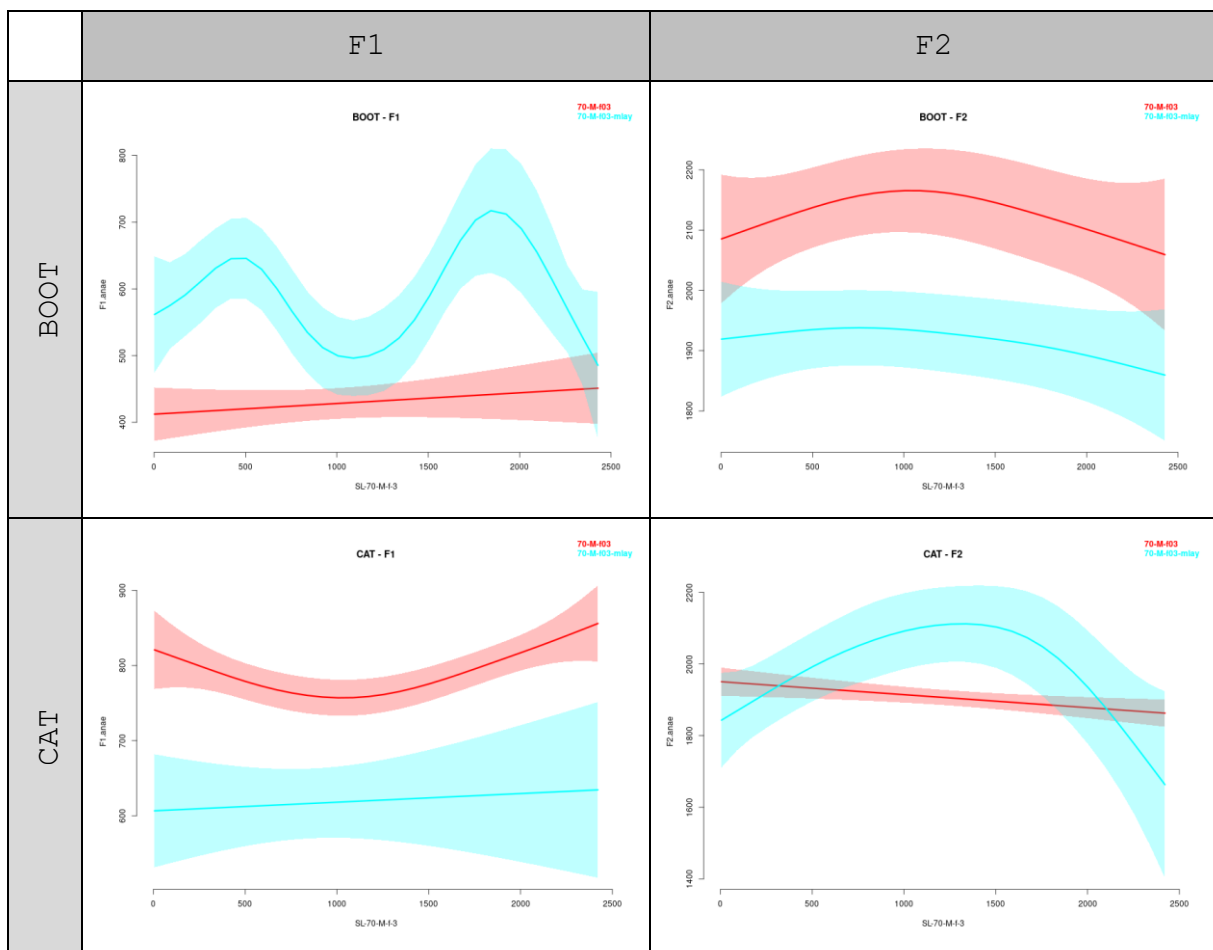 F1
F2
BOOT
BOOT - F1
70-M-f03
70-M-f03-mlay
F1.anae
800
700
600
500
400
0 500 1000 1500 2000 2500
SL-70-M-f-3
BOOT - F2
70-M-f03
70-M-f03-mlay
F2.anae
2200
2100
2000
1900
1800
0 500 1000 1500 2000 2500
SL-70-M-f-3
CAT
CAT - F1
70-M-f03
70-M-f03-mlay
F1.anae
900
800
700
600
0 500 1000 1500 2000 2500
SL-70-M-f-3
CAT - F2
70-M-f03
70-M-f03-mlay
F2.anae
2200
2000
1800
1600
1400
0 500 1000 1500 2000 2500
SL-70-M-f-3